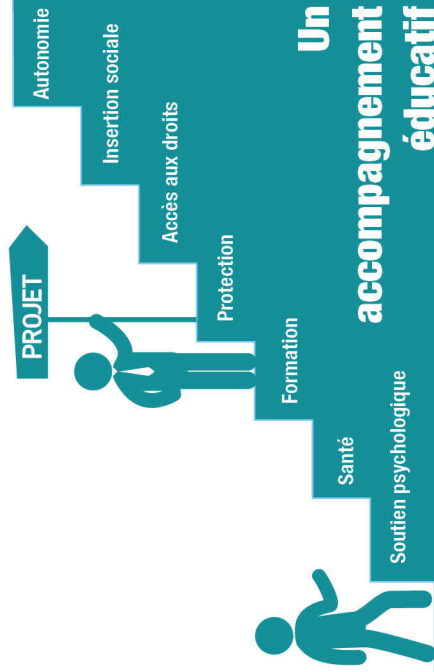 PROJET
Autonomie
Insertion sociale
Accès aux droits
Protection
Formation
Santé
Soutien psychologique
Un
accompagnement
éducatif